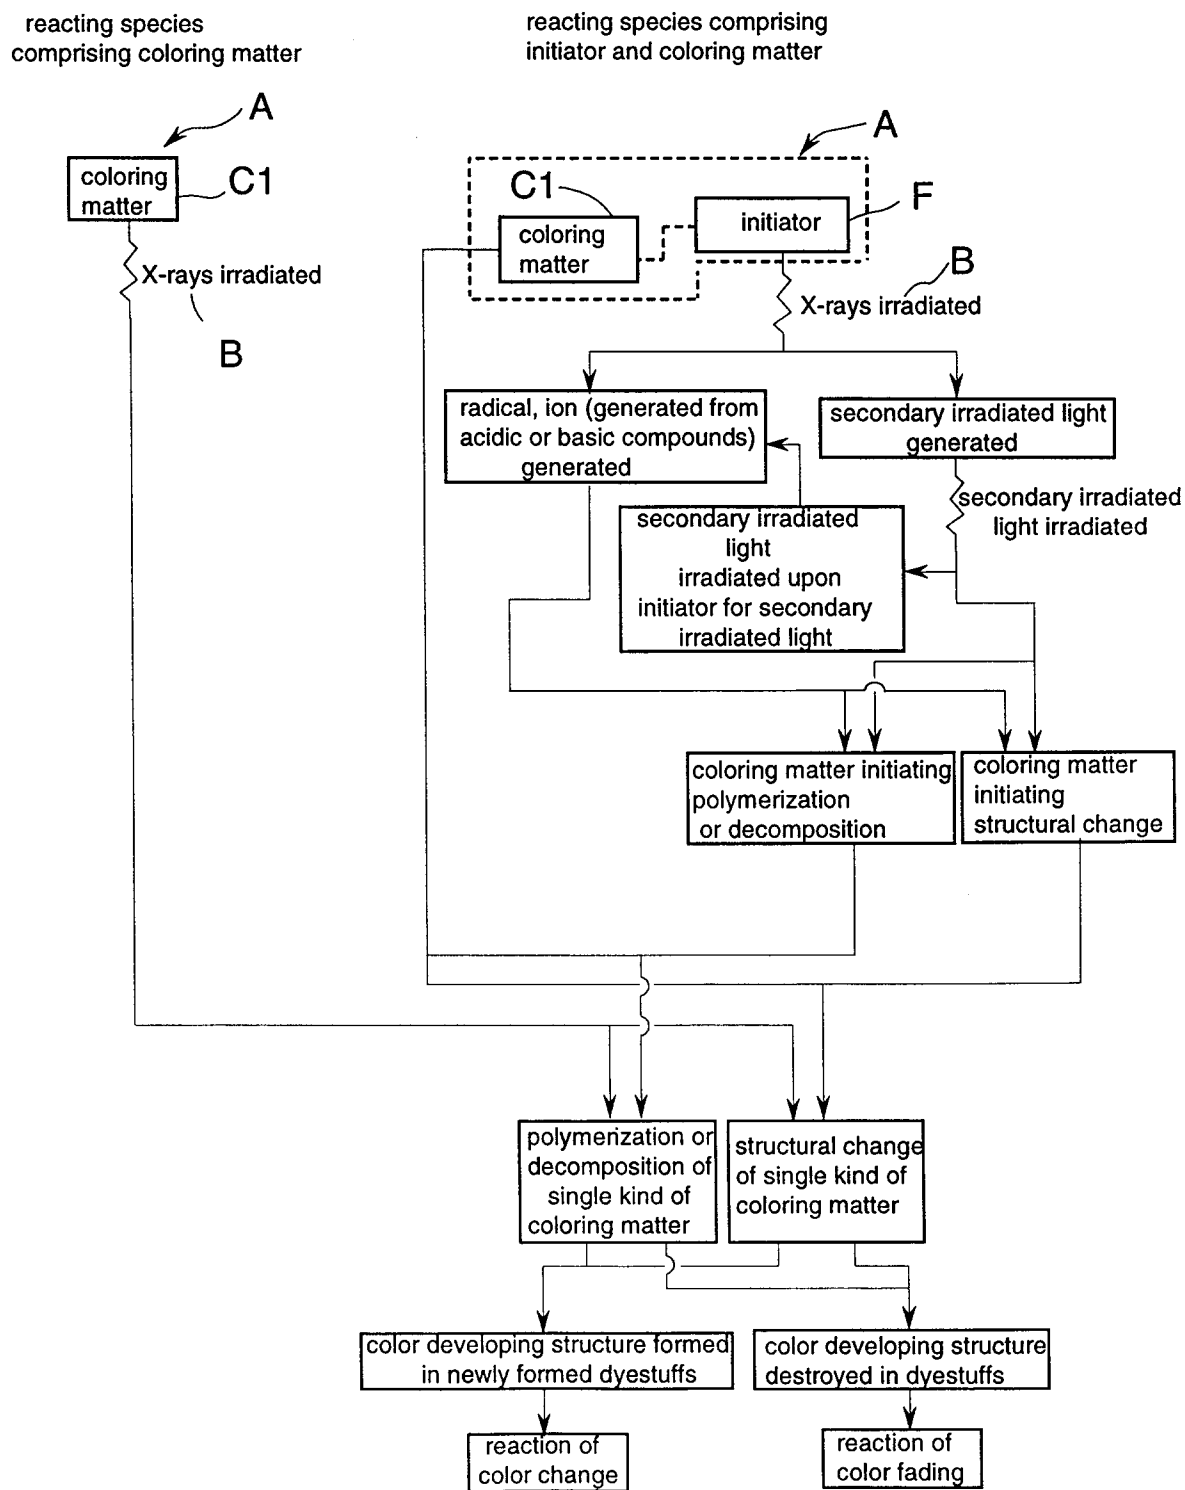 reacting species
comprising coloring matter
reacting species comprising
initiator and coloring matter
A
coloring
matter
C1
X-rays irradiated
B
A
C1
coloring
matter
initiator
F
B
X-rays irradiated
radical, ion (generated from
acidic or basic compounds)
generated
secondary irradiated light
generated
secondary irradiated
light irradiated
secondary irradiated
light
irradiated upon
initiator for secondary
irradiated light
coloring matter initiating
polymerization
or decomposition
coloring matter
initiating
structural change
polymerization or
decomposition of
single kind of
coloring matter
structural change
of single kind of
coloring matter
color developing structure formed
in newly formed dyestuffs
color developing structure
destroyed in dyestuffs
reaction of
color change
reaction of
color fading